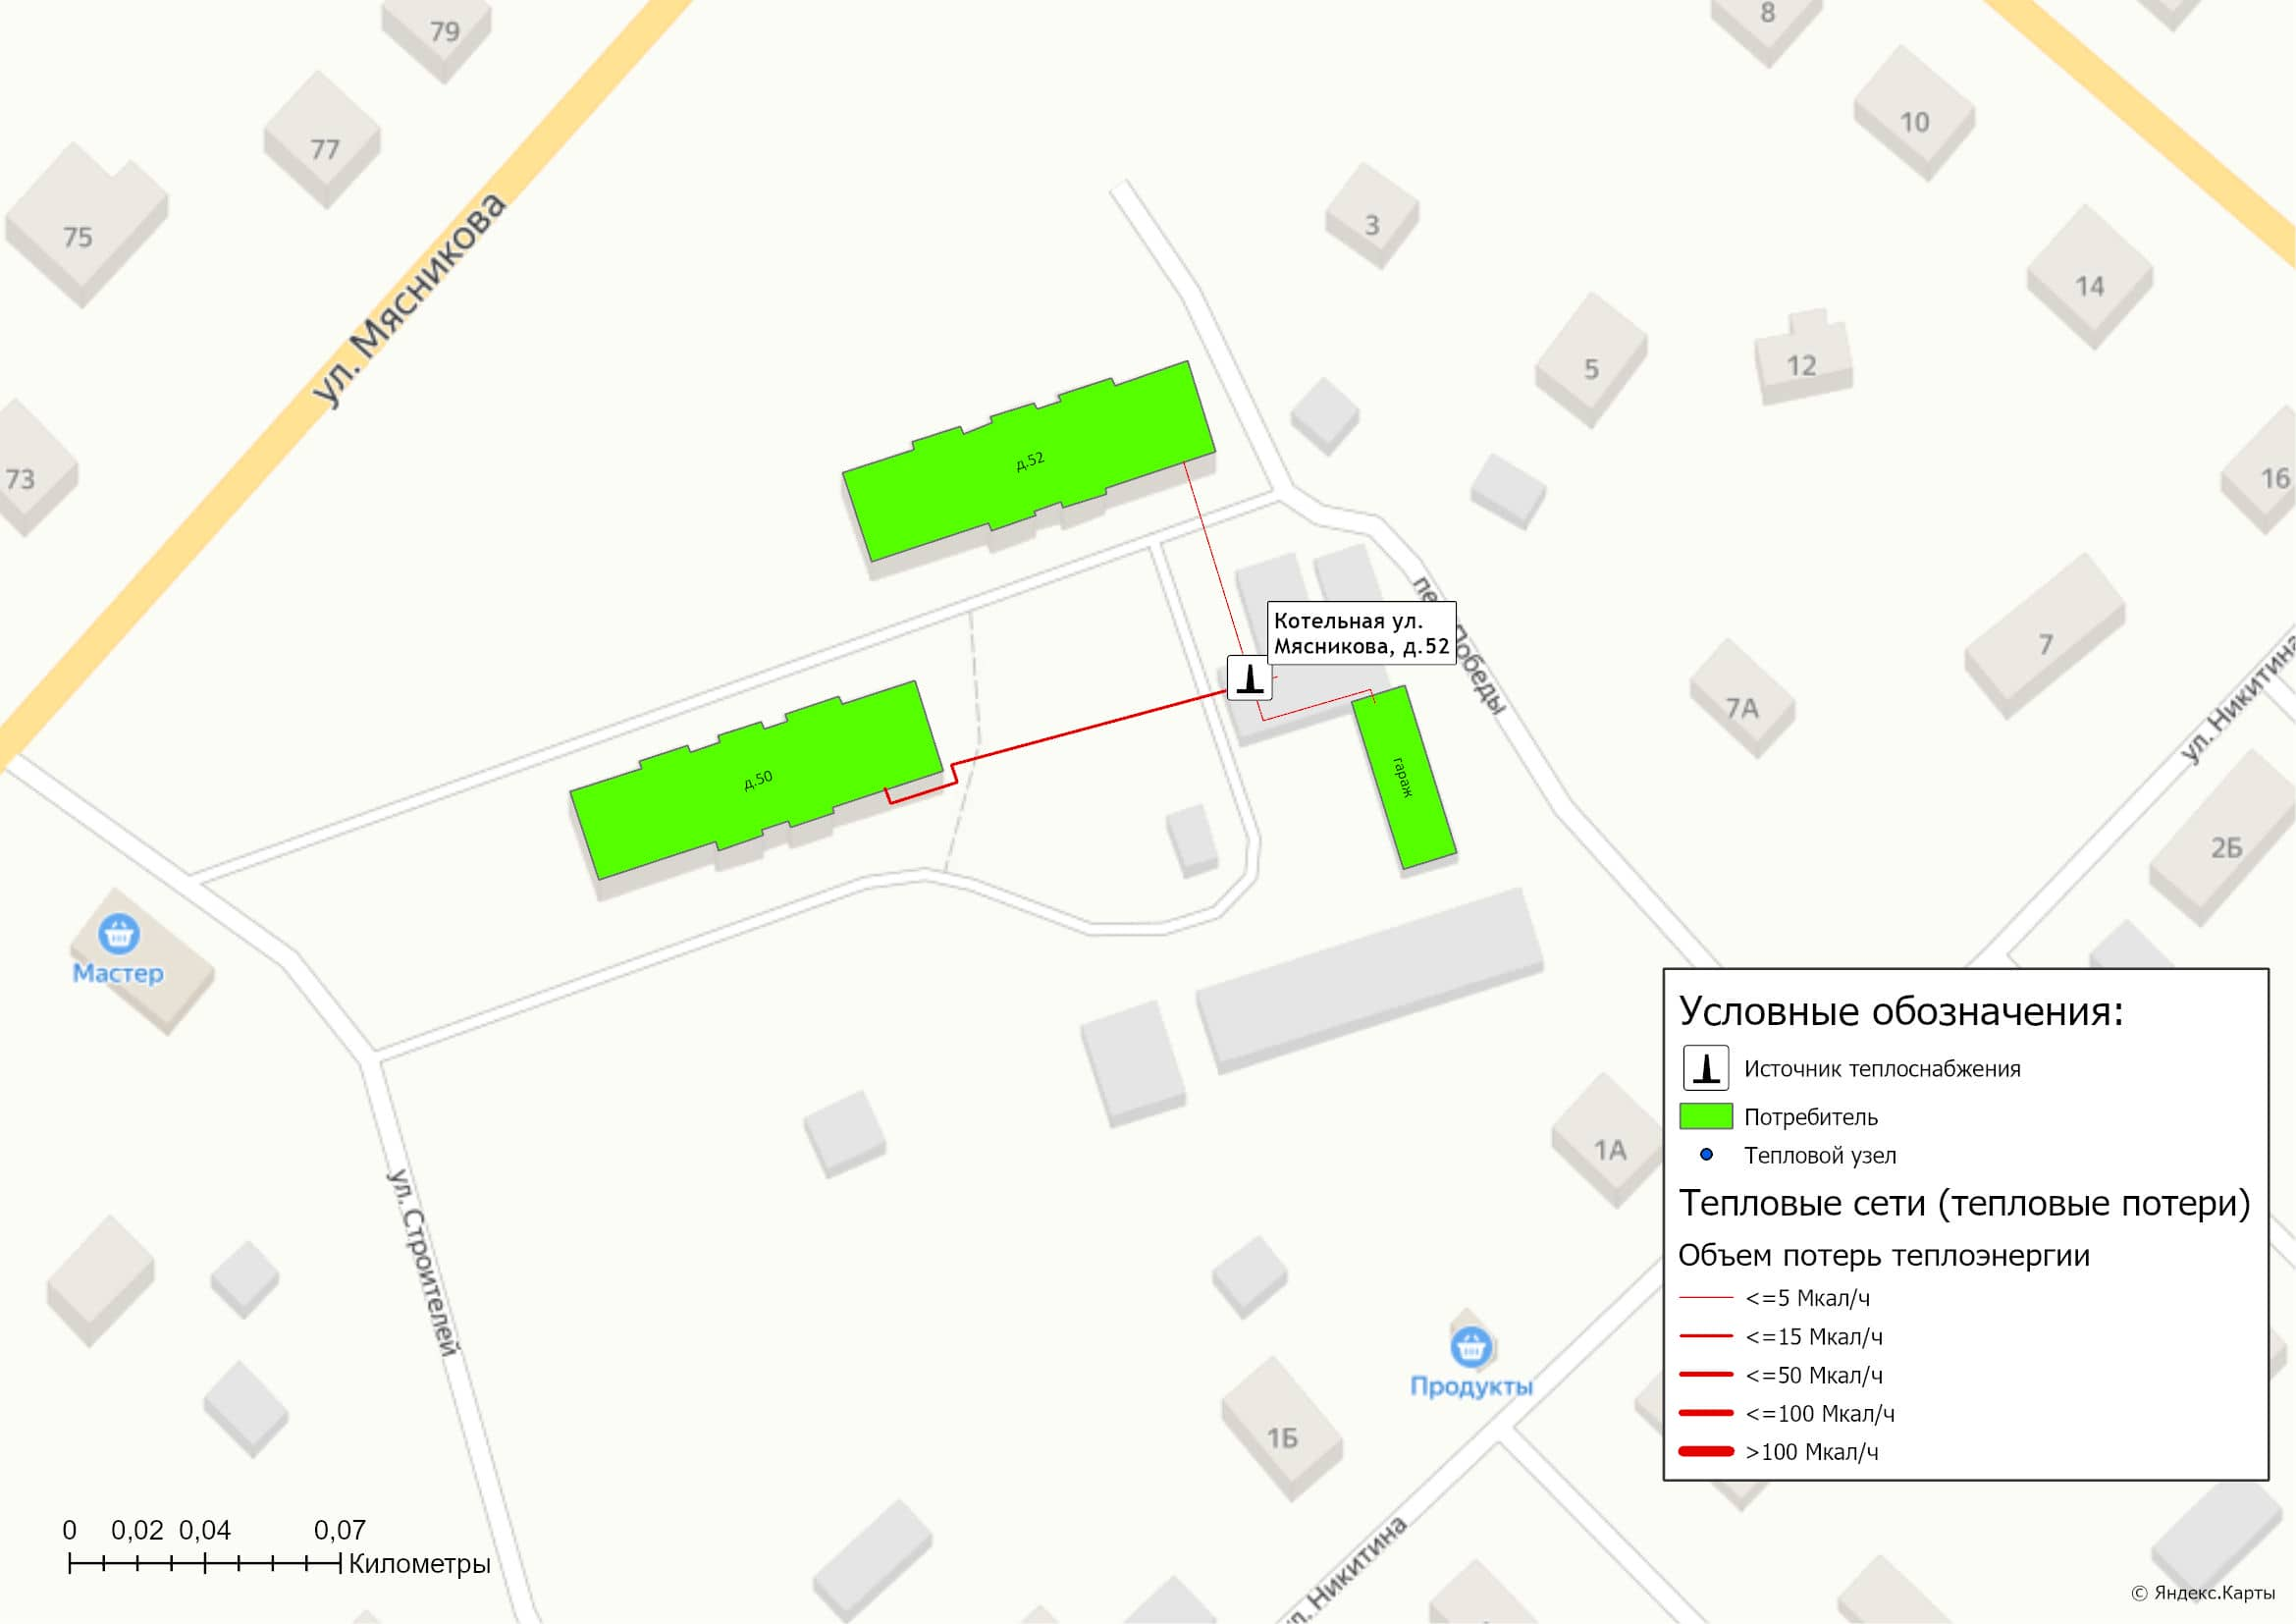 79
8
77
10
75
3
ул. Мясникова
14
5
12
д.52
73
16
Котельная ул.
Мясникова, д.52
Победы
7
7А
ул. Никитина
д.50
гараж
2Б
Мастер
Условные обозначения:
Источник теплоснабжения
Потребитель
Тепловой узел
1А
Тепловые сети (тепловые потери)
Объем потерь теплоэнергии
<=5 Мкал/ч
<=15 Мкал/ч
<=50 Мкал/ч
<=100 Мкал/ч
>100 Мкал/ч
ул. Строителей
Продукты
1Б
0 0,02 0,04 0,07
Километры
ул. Никитина
© Яндекс.Карты